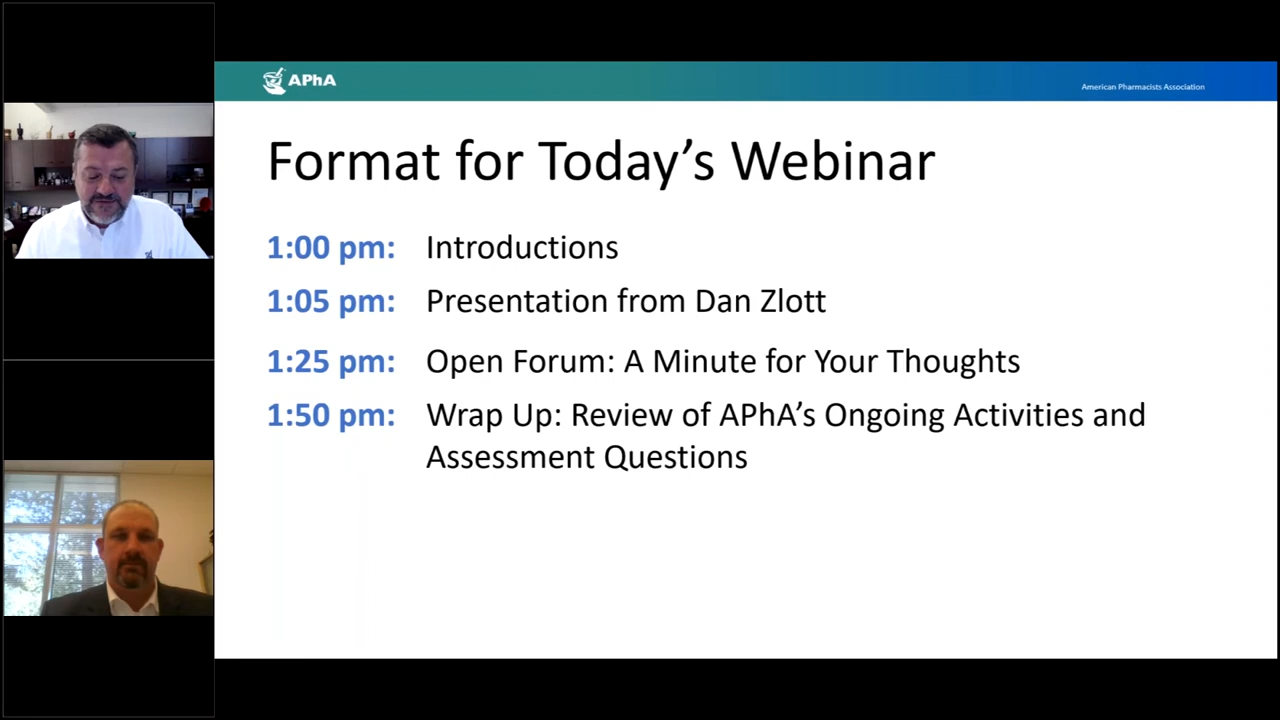 APhA
American Pharmacists Association
Format for Today's Webinar
1:00 pm: Introductions
1:05 pm: Presentation from Dan Zlott
1:25 pm: Open Forum: A Minute for Your Thoughts
1:50 pm: Wrap Up: Review of APhA's Ongoing Activities and
Assessment Questions